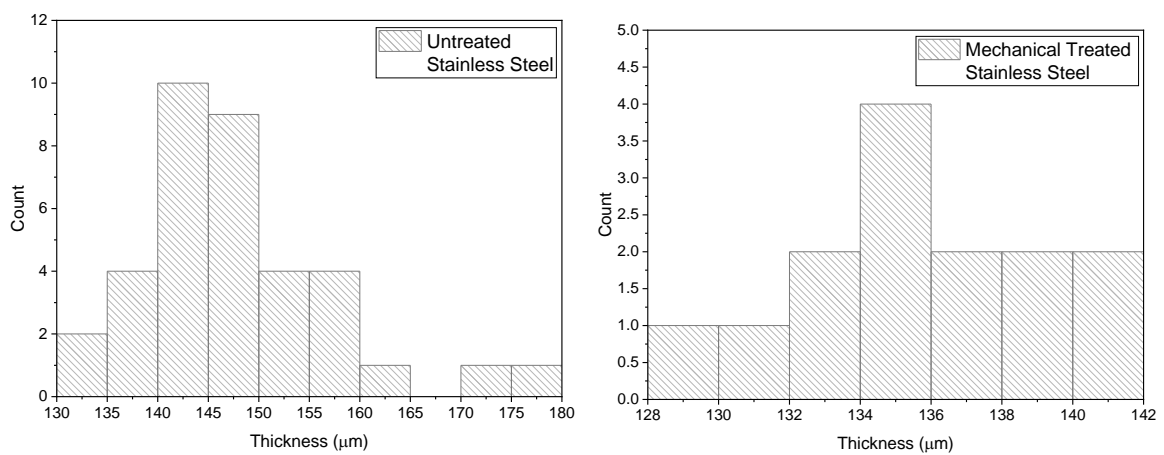 12
10
8
6
4
2
0
Count
Untreated
Stainless Steel
130 135 140 145 150 155 160 165 170 175 180
Thickness (μm)
5.0
4.5
4.0
3.5
3.0
2.5
2.0
1.5
1.0
0.5
0.0
Count
Mechanical Treated
Stainless Steel
128 130 132 134 136 138 140 142
Thickness (μm)